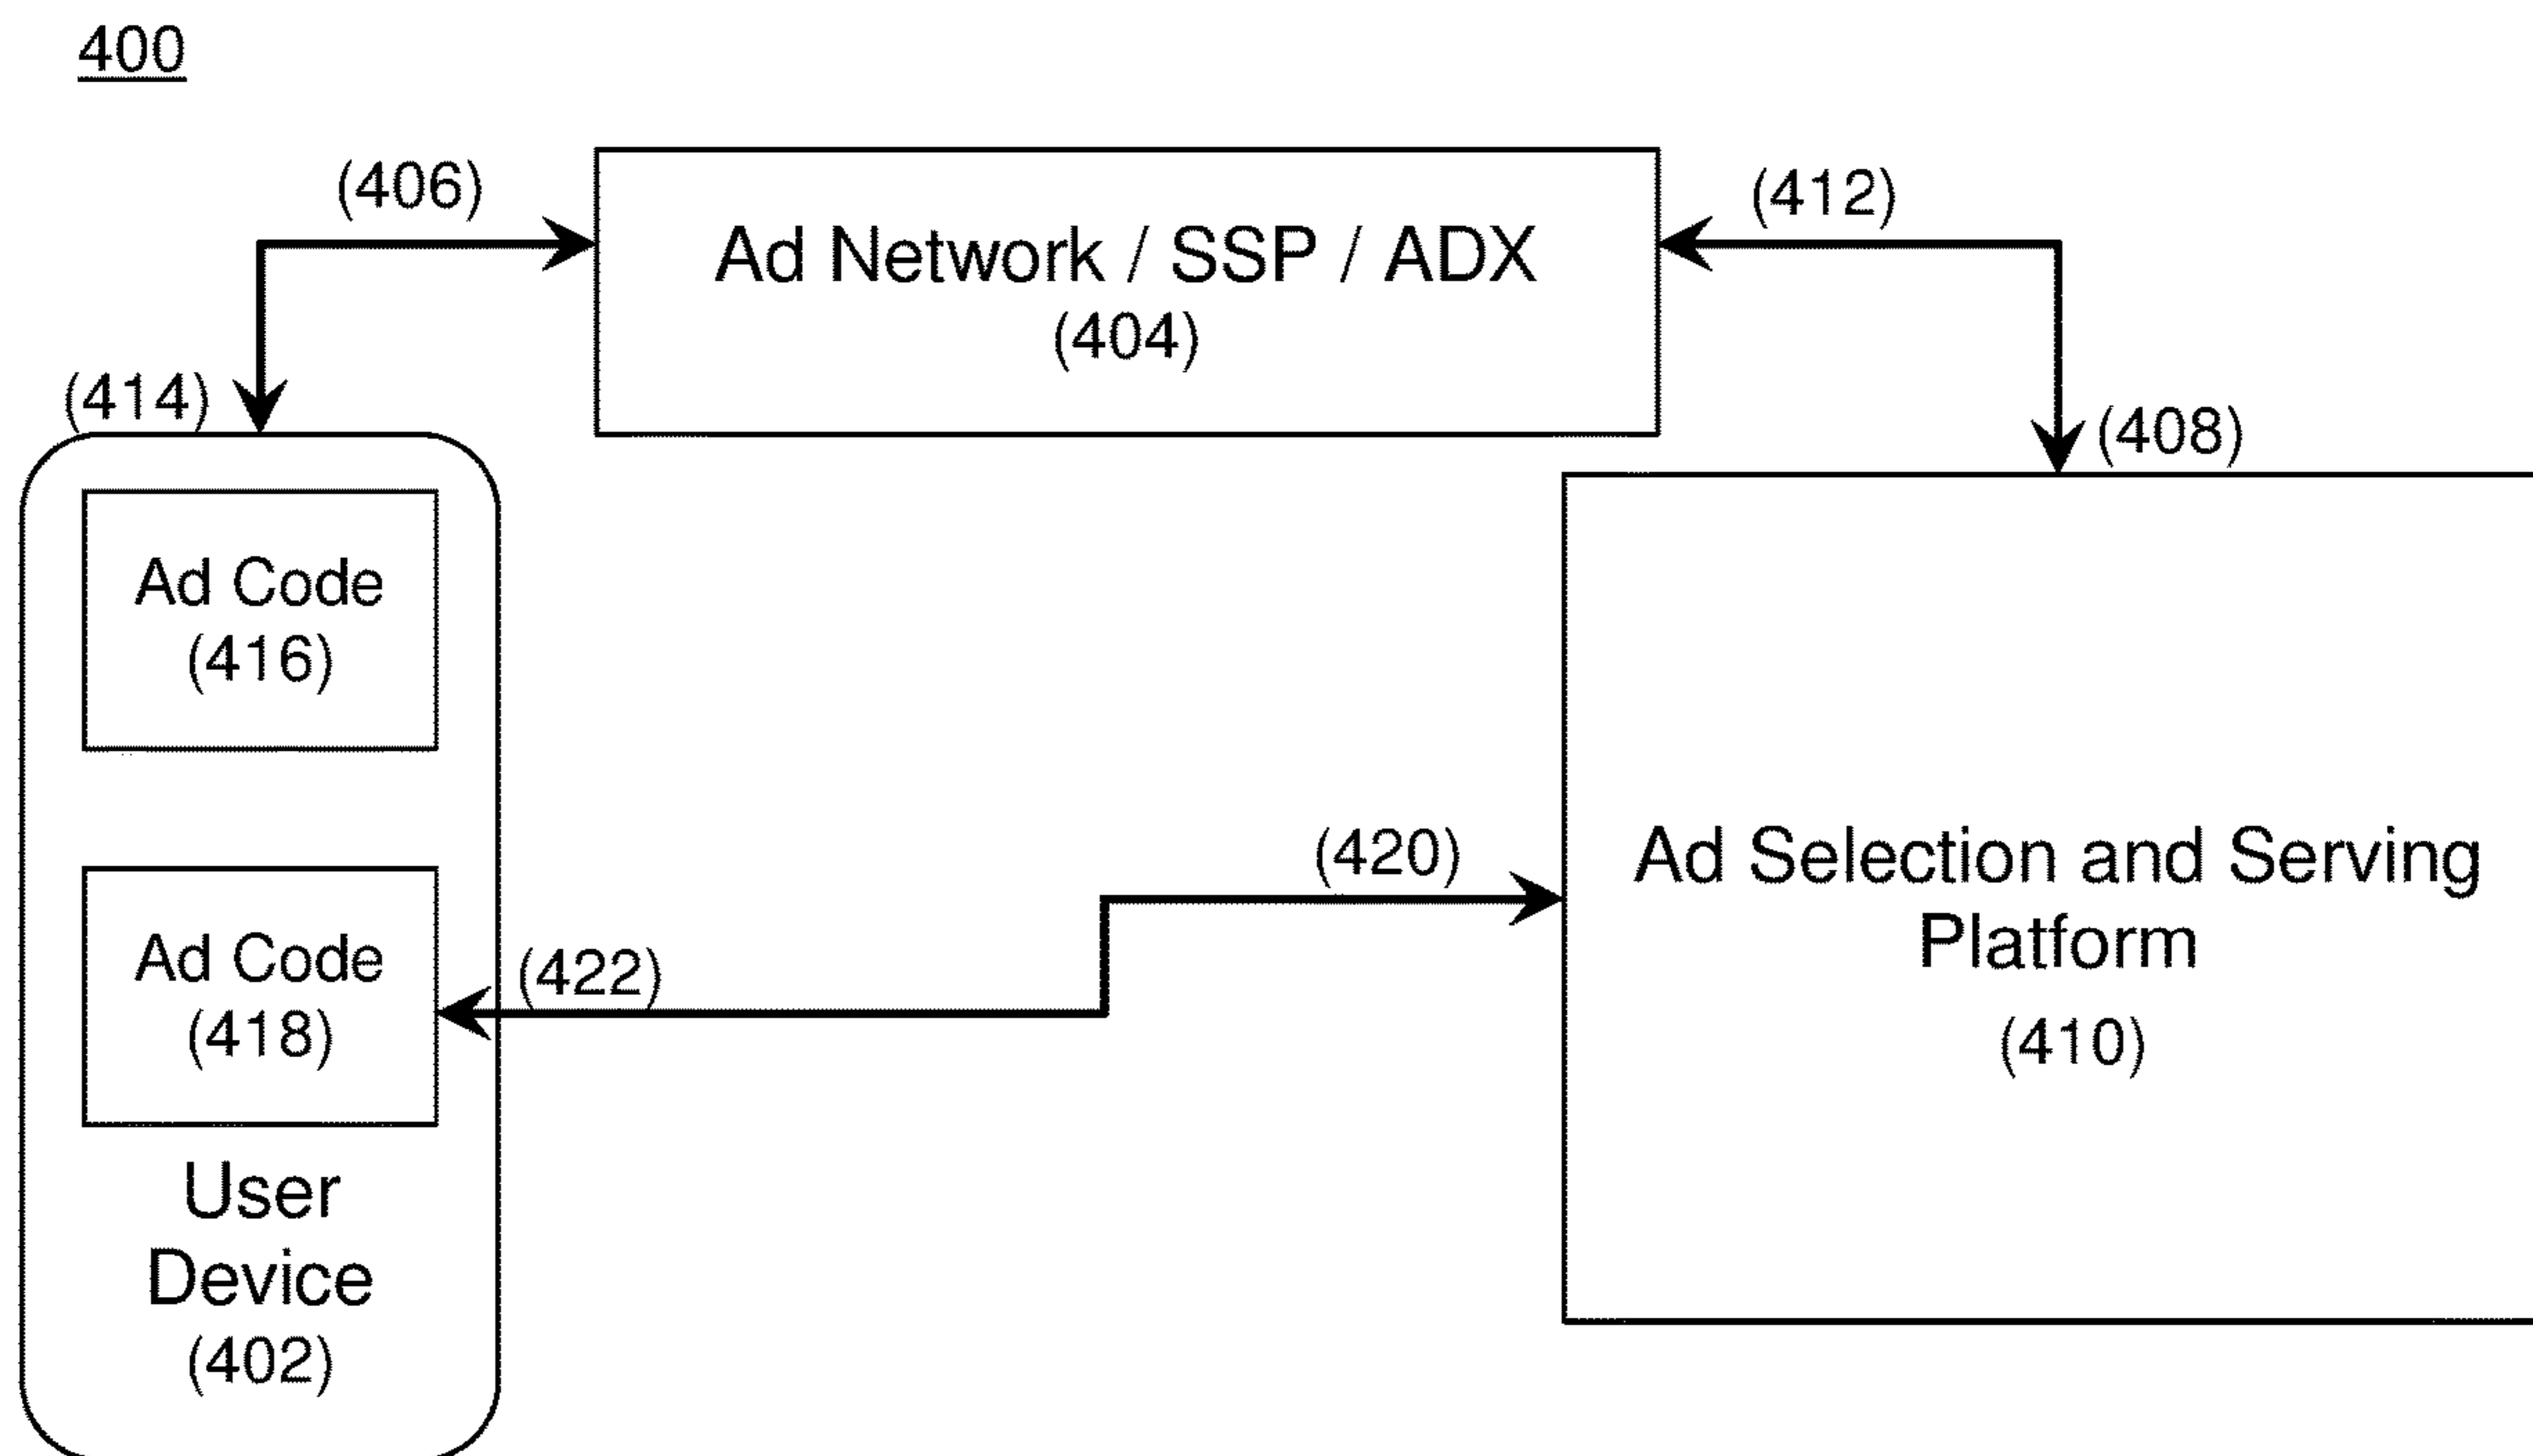 400
(406)
(412)
Ad Network / SSP / ADX
(404)
(414)
(408)
Ad Code
(416)
(420)
Ad Selection and Serving
Platform
(410)
Ad Code
(418)
(422)
User
Device
(402)